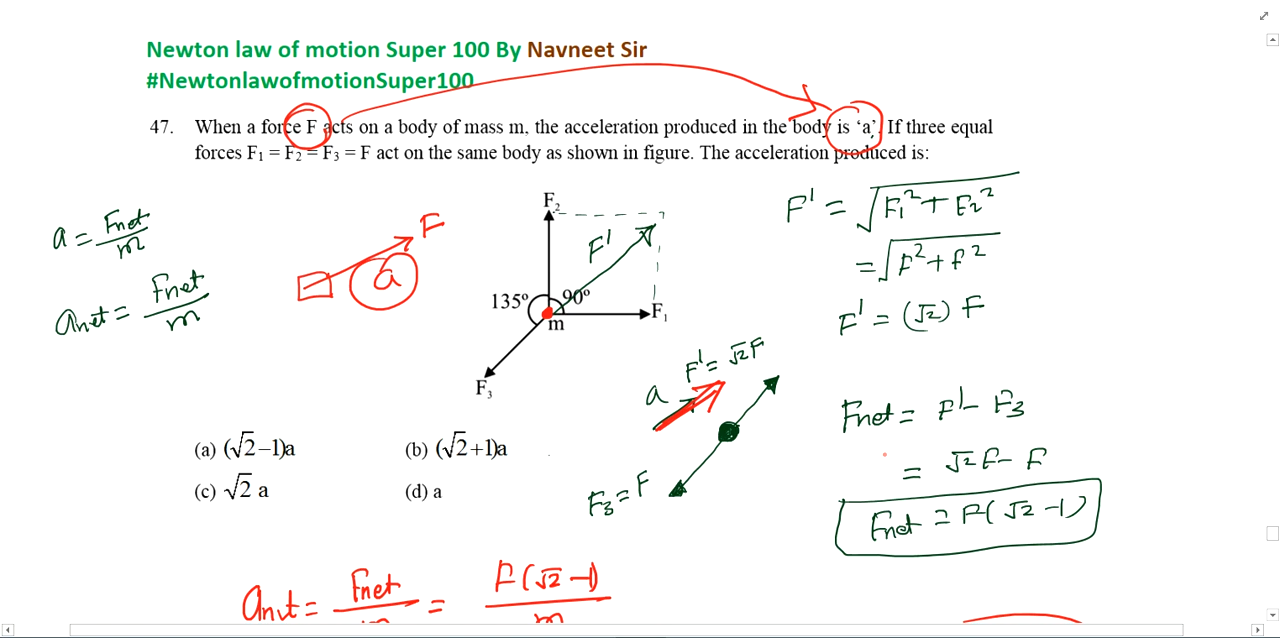 Newton law of motion Super 100 By Navneet Sir
#NewtonlawofmotionSuper100
47. When a force F acts on a body of mass m, the acceleration produced in the body is ‘a’. If three equal
forces F₁ = F₂ = F₃ = F act on the same body as shown in figure. The acceleration produced is:
a = Fnet/m
anet = Fnet/m
F
a
F₂
F'
135º
90º
m
F₁
F₃
F' = √F₁² + F₂²
= √F² + F²
F' = (√2) F
a
F' = √2F
F₃ = F
Fnet = F' - F₃
= √2 F - F
Fnet = F(√2 -1)
(a) (√2−1)a
(b) (√2+1)a
(c) √2 a
(d) a
anet = Fnet/m = F(√2 -1)/m